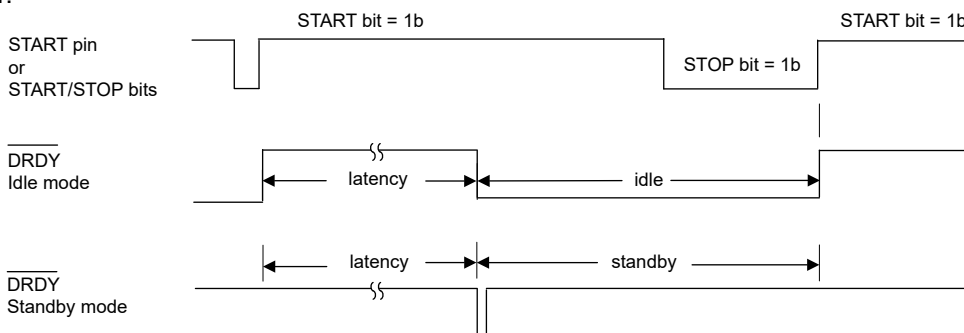 START bit = 1b
START bit = 1b
START pin
or
START/STOP bits
STOP bit = 1b
DRDY
Idle mode
latency
idle
DRDY
Standby mode
latency
standby